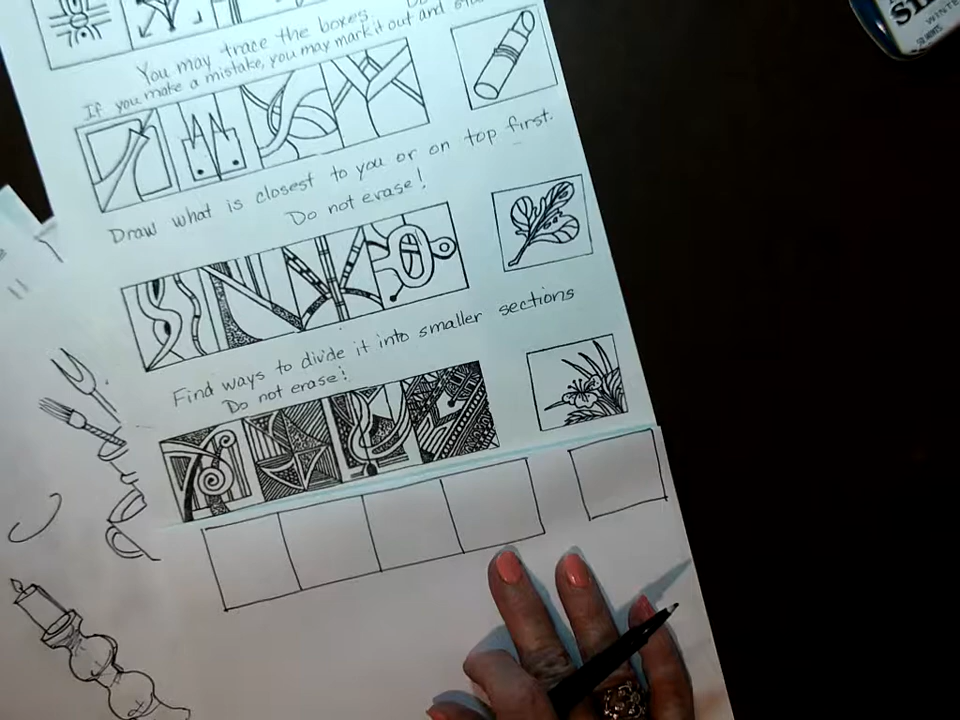 You may trace the boxes
If you make a mistake, you may mark it out and
Draw what is closest to you or on top first.
Do not erase!
Find ways to divide it into smaller sections
Do not erase!
WINTE